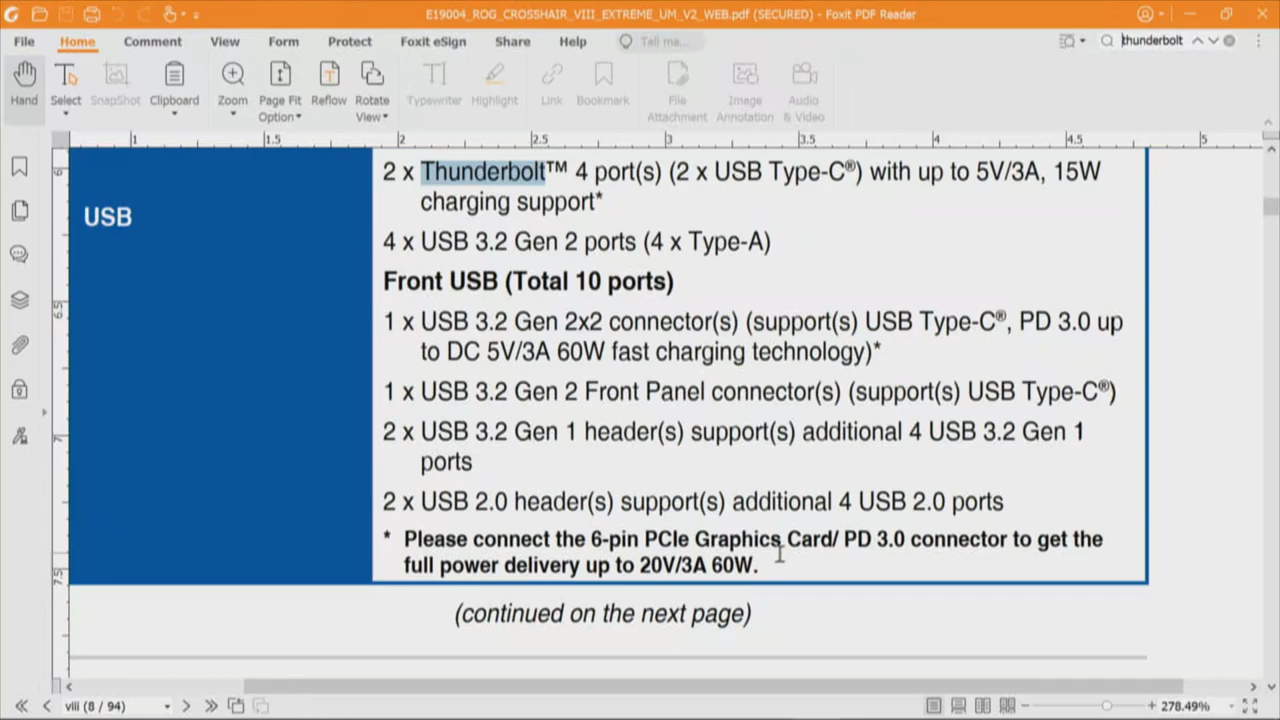 E19004_ROG_CROSSHAIR_VIII_EXTREME_UM_V2_WEB.pdf (SECURED) - Foxit PDF Reader
File Home Comment View Form Protect Foxit eSign Share Help Tell me... thunderbolt
Hand Select SnapShot Clipboard Zoom Page Fit Option Reflow Rotate View Typewriter Highlight Link Bookmark File Attachment Image Annotation Audio & Video
1 1.5 2 2.5 3 3.5 4 4.5 5
6
6.5
7
7.5
USB
2 x Thunderbolt™ 4 port(s) (2 x USB Type-C®) with up to 5V/3A, 15W
charging support*
4 x USB 3.2 Gen 2 ports (4 x Type-A)
Front USB (Total 10 ports)
1 x USB 3.2 Gen 2x2 connector(s) (support(s) USB Type-C®, PD 3.0 up
to DC 5V/3A 60W fast charging technology)*
1 x USB 3.2 Gen 2 Front Panel connector(s) (support(s) USB Type-C®)
2 x USB 3.2 Gen 1 header(s) support(s) additional 4 USB 3.2 Gen 1
ports
2 x USB 2.0 header(s) support(s) additional 4 USB 2.0 ports
* Please connect the 6-pin PCIe Graphics Card/ PD 3.0 connector to get the
full power delivery up to 20V/3A 60W.
(continued on the next page)
viii (8 / 94) 278.49%